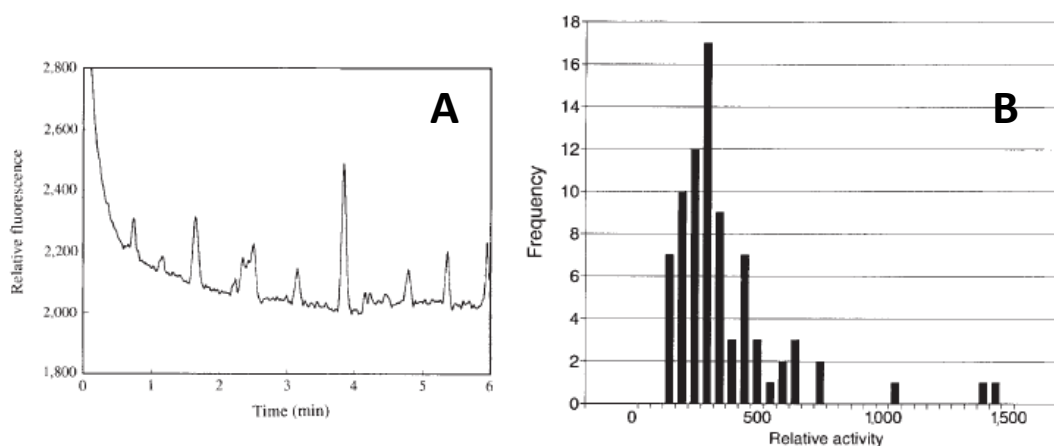 A
2,800
2,600
2,400
2,200
2,000
1,800
Relative fluorescence
0 1 2 3 4 5 6
Time (min)
B
18
16
14
12
10
8
6
4
2
0
Frequency
0 500 1,000 1,500
Relative activity